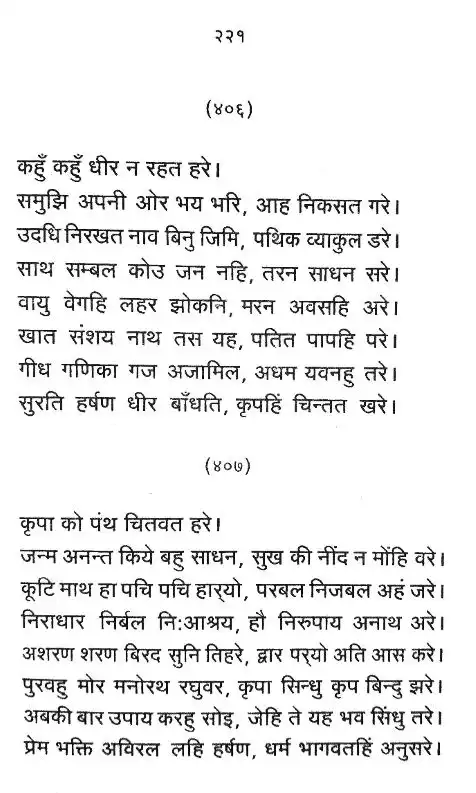 २२१
(४०६)
कहुँ कहुँ धीर न रहत हरे।
समुझि अपनी ओर भय भरि, आह निकसत गरे।
उदधि निरखत नाव बिनु जिमि, पथिक व्याकुल डरे।
साथ सम्बल कोउ जन नहि, तरन साधन सरे।
वायु वेगहि लहर झोकनि, मरन अवसहि अरे।
खात संशय नाथ तस यह, पतित पापहि परे।
गीध गणिका गज अजामिल, अधम यवनहु तरे।
सुरति हर्षण धीर बाँधति, कृपहिं चिन्तत खरे।
(४०७)
कृपा को पंथ चितवत हरे।
जन्म अनन्त किये बहु साधन, सुख की नींद न मोंहि वरे।
कूटि माथ हा पचि पचि हार्‌यो, परबल निजबल अहं जरे।
निराधार निर्बल नि:आश्रय, हौ निरुपाय अनाथ अरे।
अशरण शरण बिरद सुनि तिहरे, द्वार पर्‌यो अति आस करे।
पुरवहु मोर मनोरथ रघुवर, कृपा सिन्धु कृप बिन्दु झरे।
अबकी बार उपाय करहु सोइ, जेहि ते यह भव सिंधु तरे।
प्रेम भक्ति अविरल लहि हर्षण, धर्म भागवतहिं अनुसरे।